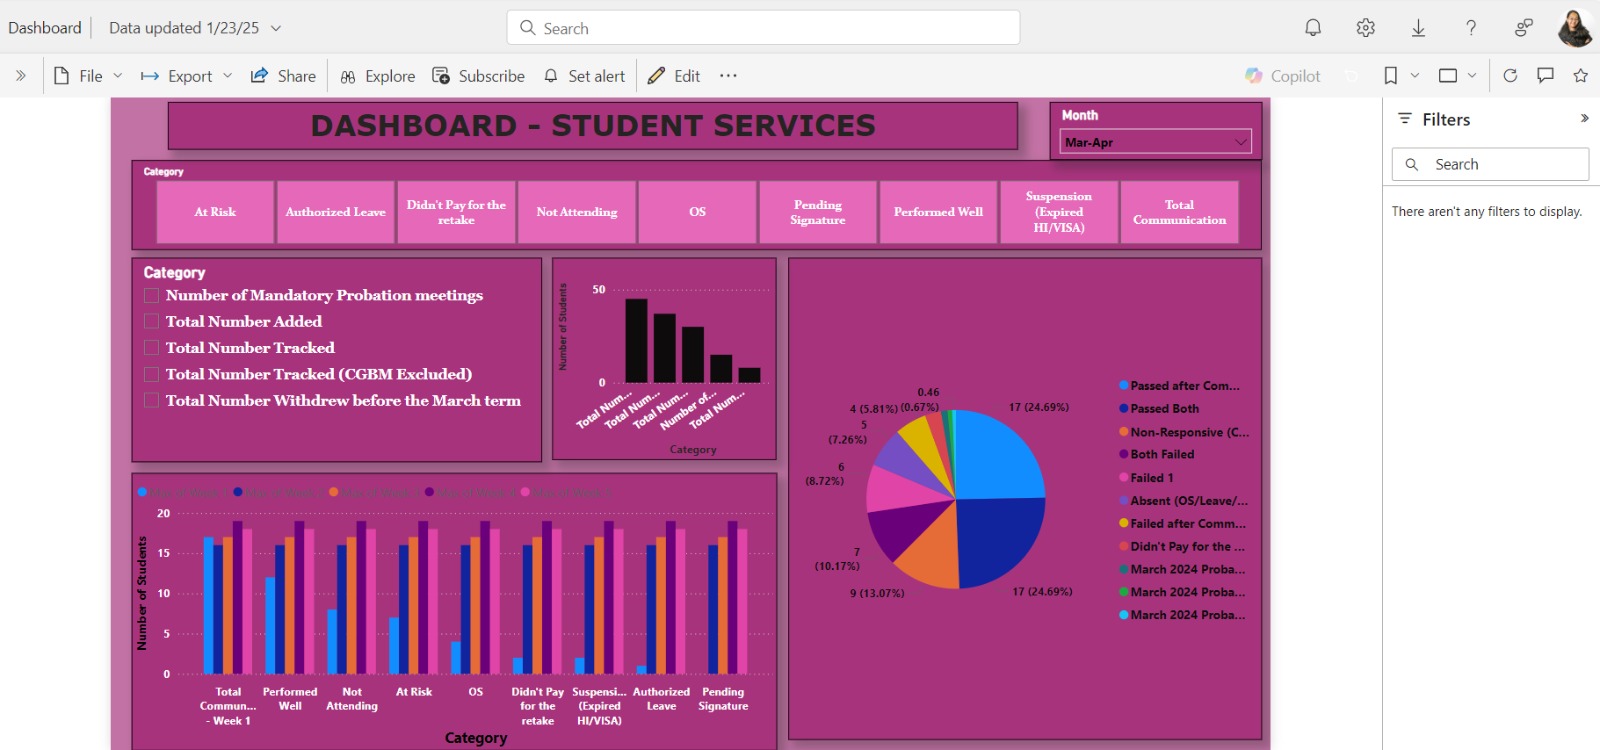 Dashboard
Data updated 1/23/25
Search
File
Export
Share
Explore
Subscribe
Set alert
Edit
Copilot
DASHBOARD - STUDENT SERVICES
Month
Mar-Apr
Filters
Search
There aren't any filters to display.
Category
At Risk
Authorized Leave
Didn't Pay for the
retake
Not Attending
OS
Pending
Signature
Performed Well
Suspension
(Expired
HI/VISA)
Total
Communication
Category
Number of Mandatory Probation meetings
Total Number Added
Total Number Tracked
Total Number Tracked (CGBM Excluded)
Total Number Withdrew before the March term
Number of Students
50
0
Total Num...
Total Num...
Total Num...
Number of...
Total Num...
Category
0.46
(0.67%)
4 (5.81%)
5
(7.26%)
6
(8.72%)
7
(10.17%)
9 (13.07%)
17 (24.69%)
17 (24.69%)
Passed after Com...
Passed Both
Non-Responsive (C...
Both Failed
Failed 1
Absent (OS/Leave/...
Failed after Comm...
Didn't Pay for the ...
March 2024 Proba...
March 2024 Proba...
March 2024 Proba...
Number of Students
20
15
10
5
0
Total
Commun...
- Week 1
Performed
Well
Not
Attending
At Risk
OS
Didn't Pay
for the
retake
Suspensi...
(Expired
HI/VISA)
Authorized
Leave
Pending
Signature
Category